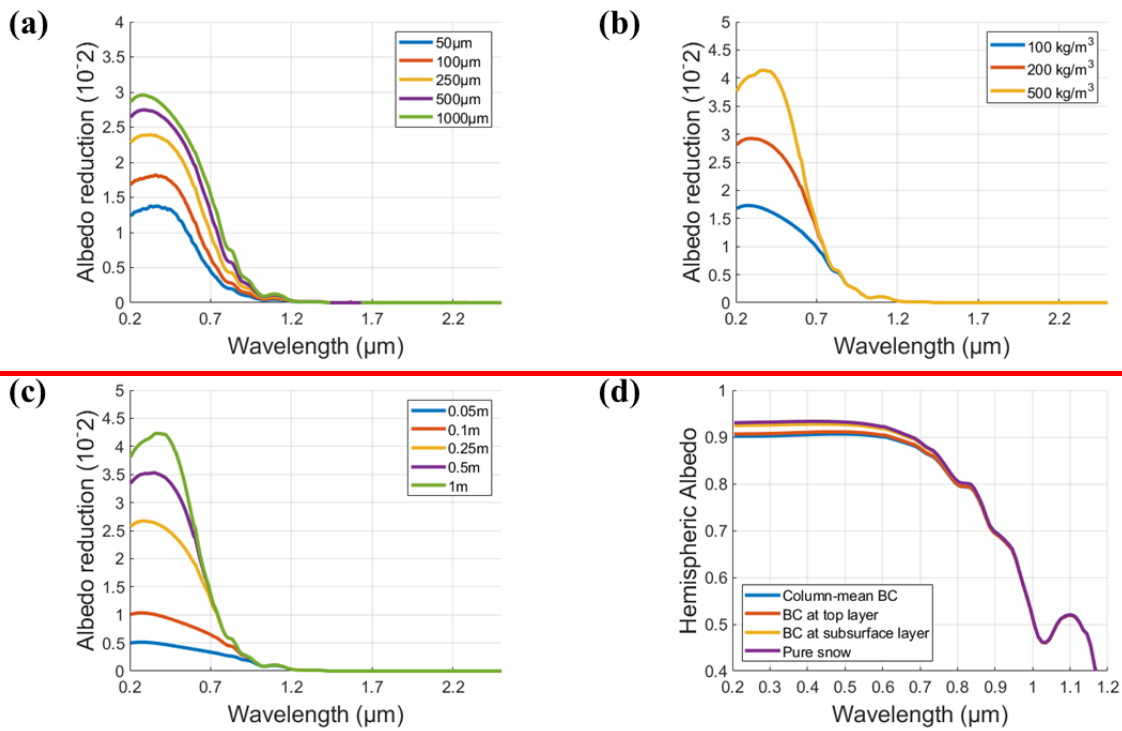 (a)
Albedo reduction (10^-2)
4
3.5
3
2.5
2
1.5
1
0.5
0
0.2
0.7
1.2
1.7
2.2
Wavelength (µm)
50µm
100µm
250µm
500µm
1000µm
(b)
Albedo reduction (10^-2)
5
4.5
4
3.5
3
2.5
2
1.5
1
0.5
0
0.2
0.7
1.2
1.7
2.2
Wavelength (µm)
100 kg/m³
200 kg/m³
500 kg/m³
(c)
Albedo reduction (10^-2)
5
4.5
4
3.5
3
2.5
2
1.5
1
0.5
0
0.2
0.7
1.2
1.7
2.2
Wavelength (µm)
0.05m
0.1m
0.25m
0.5m
1m
(d)
Hemispheric Albedo
1
0.9
0.8
0.7
0.6
0.5
0.4
0.2
0.3
0.4
0.5
0.6
0.7
0.8
0.9
1
1.1
1.2
Wavelength (µm)
Column-mean BC
BC at top layer
BC at subsurface layer
Pure snow